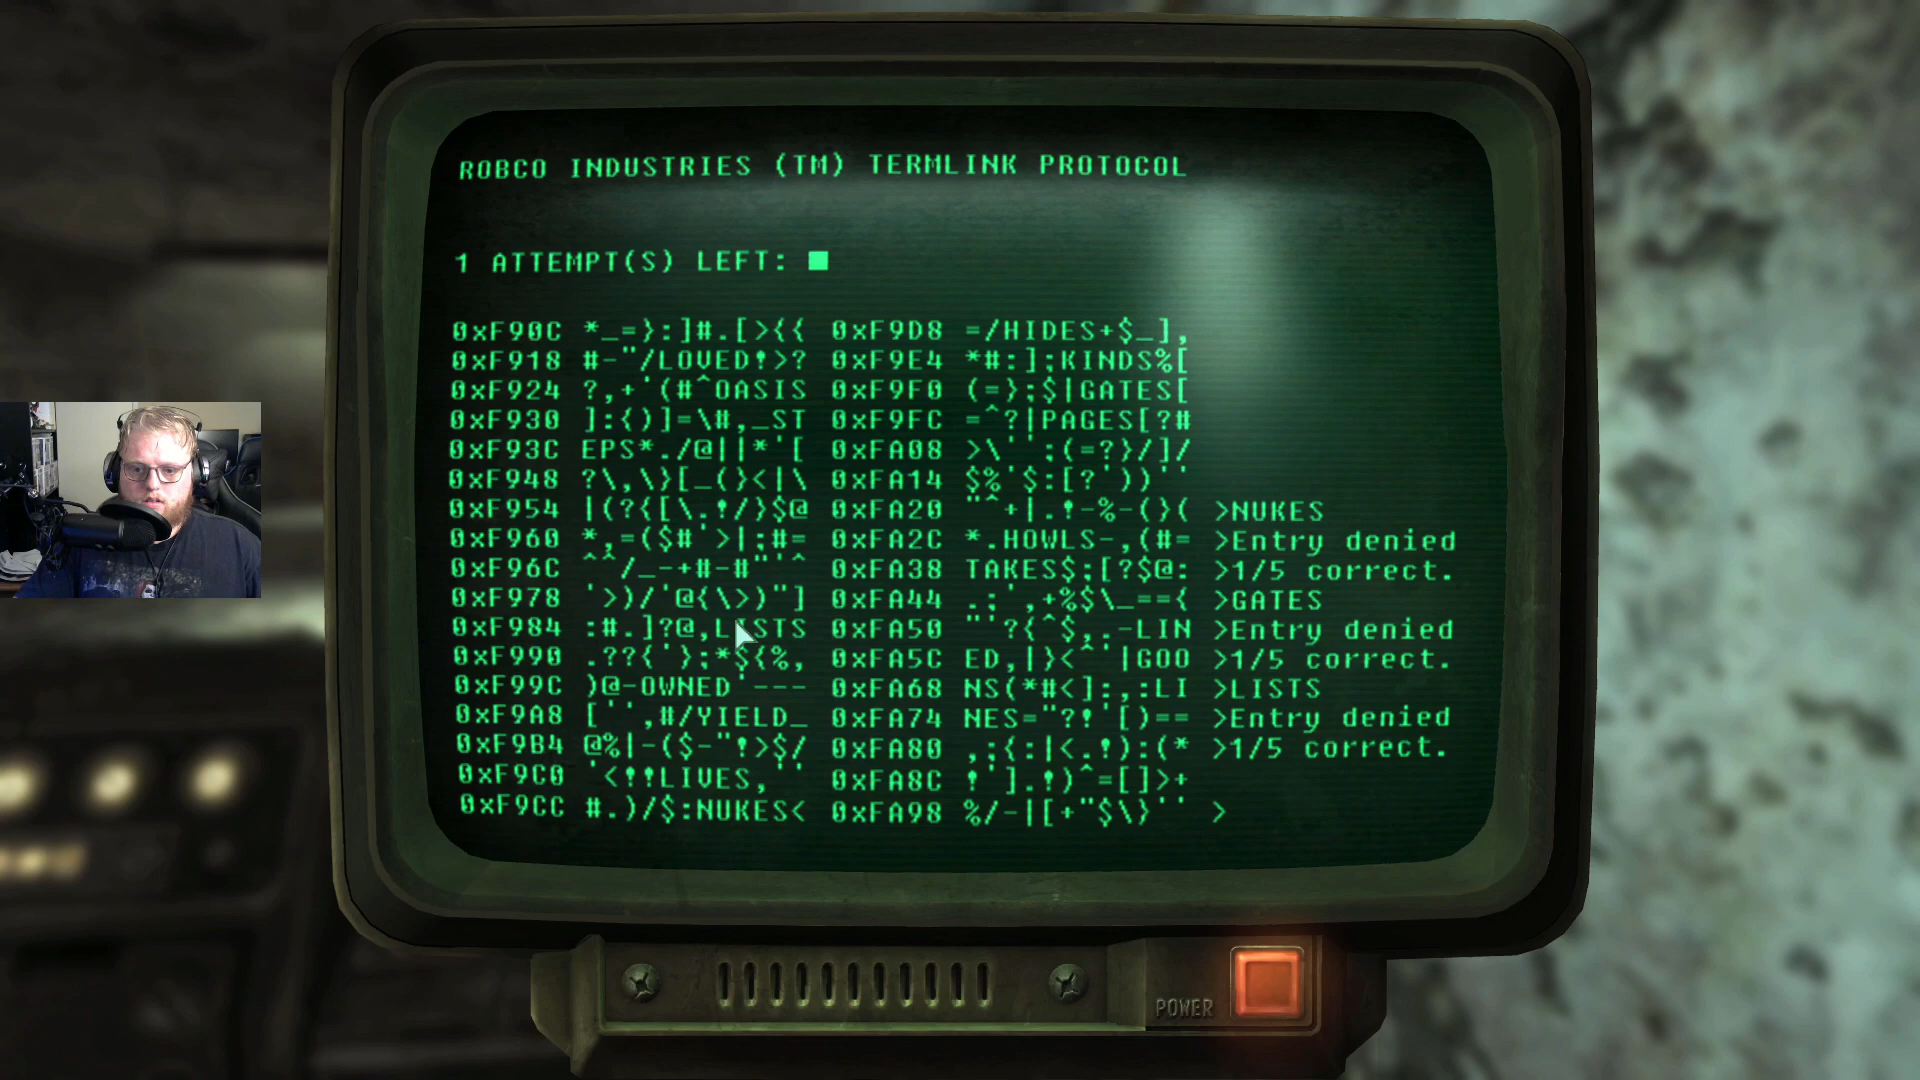 ROBCO INDUSTRIES (TM) TERMLINK PROTOCOL
1 ATTEMPT(S) LEFT:
0xF90C *_=}:]#.[>{{ 0xF9D8 =/HIDES+$_],
0xF918 #-"/LOVED!>? 0xF9E4 *#:];KINDS%[
0xF924 ?,+'(#^OASIS 0xF9F0 (=};$|GATES[
0xF930 ]:{)]=\#,_ST 0xF9FC =^?|PAGES[?#
0xF93C EPS*./@||*'[ 0xFA08 >\'';(=?}/]/
0xF948 ?\,\}[_(}<|\ 0xFA14 $%'$:[?'))''
0xF954 |(?{[\.!/}$@ 0xFA20 "^+|.!-%-(}( >NUKES
0xF960 *,=($#'>|;#= 0xFA2C *.HOWLS-,(#= >Entry denied
0xF96C ^^/_-+#-#"'^ 0xFA38 TAKES$;[?$@: >1/5 correct.
0xF978 '>)/'@{\>)"] 0xFA44 .;',+%$\_=={ >GATES
0xF984 :#.]?@,LISTS 0xFA50 "'?{^$,.-LIN >Entry denied
0xF990 .??{'};*${%, 0xFA5C ED,|}<^'|GOO >1/5 correct.
0xF99C )@-OWNED'--- 0xFA68 NS(*#<]:,:LI >LISTS
0xF9A8 ['',#/YIELD_ 0xFA74 NES="?!'[)== >Entry denied
0xF9B4 @%|-($-"!>$/ 0xFA80 ,;{:|<.!):(* >1/5 correct.
0xF9C0 '<!!LIVES,'' 0xFA8C !'].!)^=[]>+
0xF9CC #.)/$:NUKES< 0xFA98 %/-|[+"$\}'' >
POWER